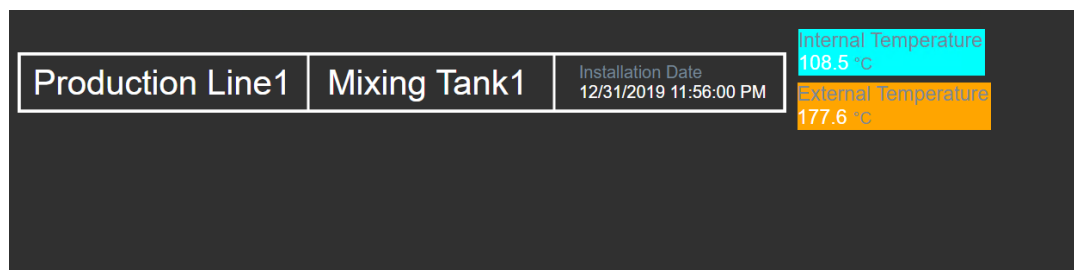 Production Line1
Mixing Tank1
Installation Date
12/31/2019 11:56:00 PM
Internal Temperature
108.5 °C
External Temperature
177.6 °C